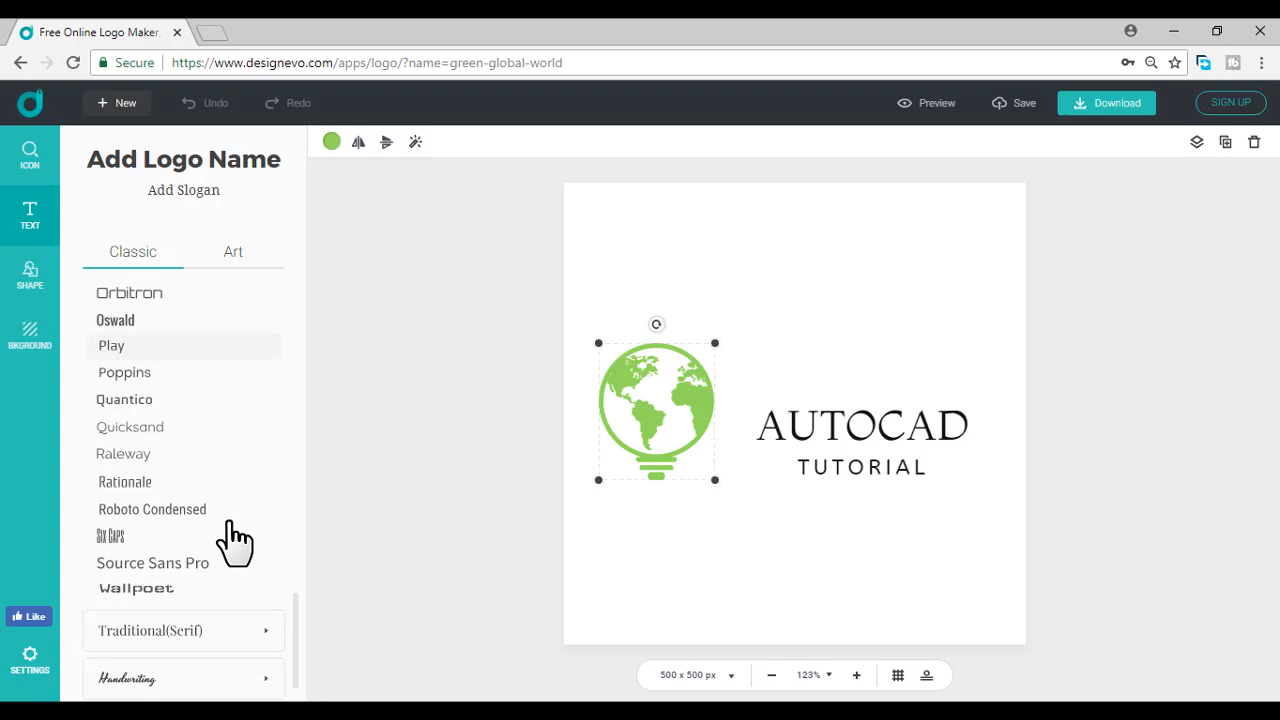 Free Online Logo Maker,
Secure https://www.designevo.com/apps/logo/?name=green-global-world
New Undo Redo Preview Save Download SIGN UP
ICON
TEXT
SHAPE
BKGROUND
Like
SETTINGS
Add Logo Name
Add Slogan
Classic Art
Orbitron
Oswald
Play
Poppins
Quantico
Quicksand
Raleway
Rationale
Roboto Condensed
Six Caps
Source Sans Pro
Wallpoet
Traditional(Serif)
Handwriting
AUTOCAD
TUTORIAL
500 x 500 px 123%